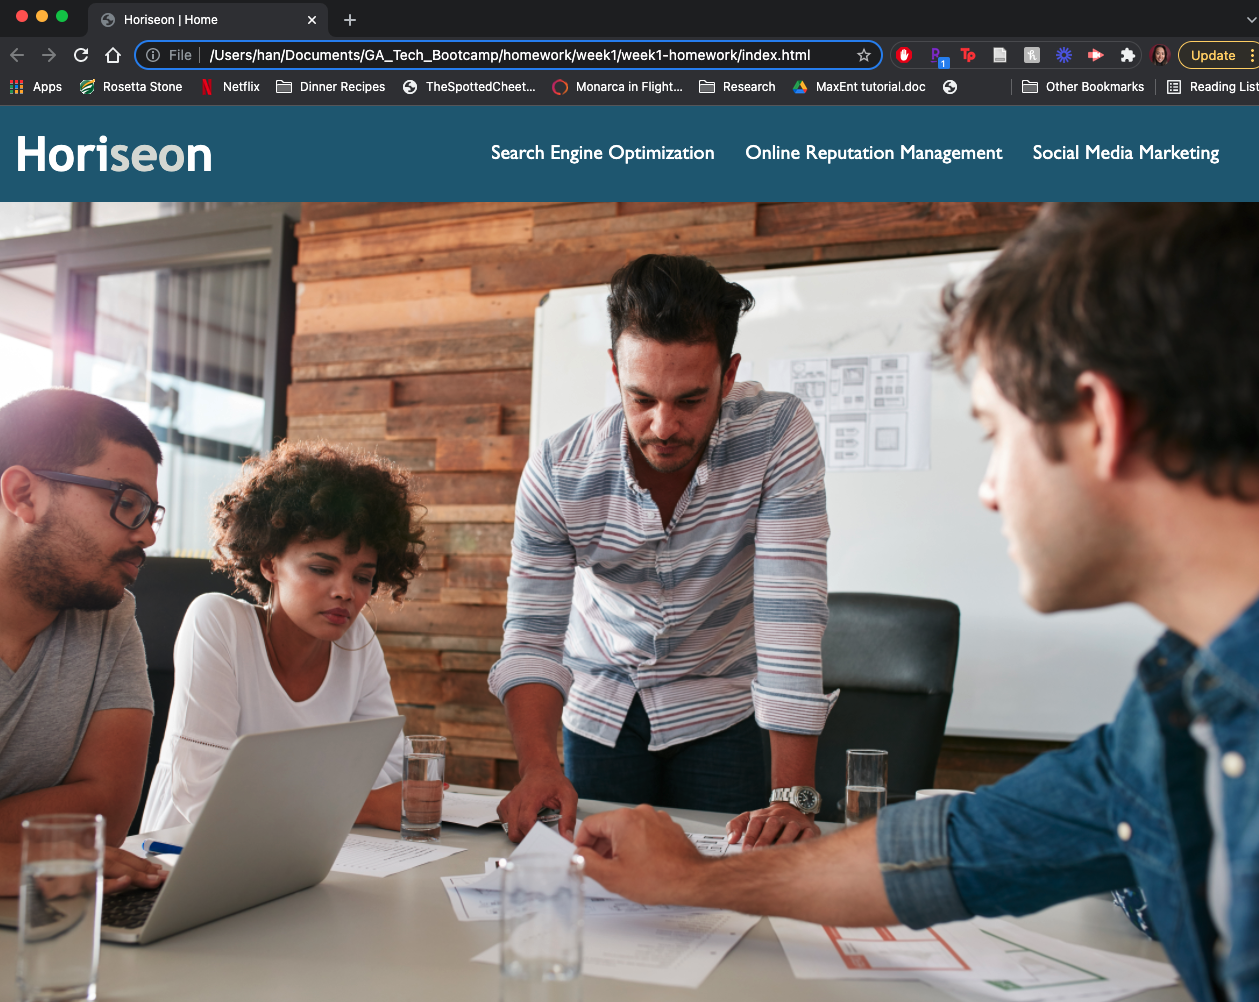 Horiseon | Home
File /Users/han/Documents/GA_Tech_Bootcamp/homework/week1/week1-homework/index.html
1 Tp Update
Apps Rosetta Stone Netflix Dinner Recipes TheSpottedCheet... Monarca in Flight... Research MaxEnt tutorial.doc Other Bookmarks Reading List
Horiseon Search Engine Optimization Online Reputation Management Social Media Marketing